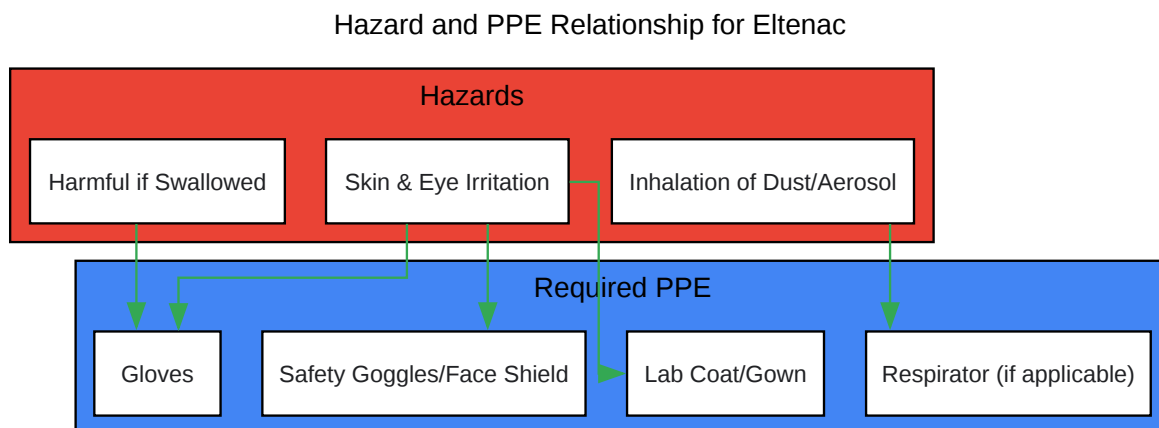 Hazard and PPE Relationship for Eltenac
Hazards
Harmful if Swallowed
Skin & Eye Irritation
Inhalation of Dust/Aerosol
Required PPE
Gloves
Safety Goggles/Face Shield
Lab Coat/Gown
Respirator (if applicable)